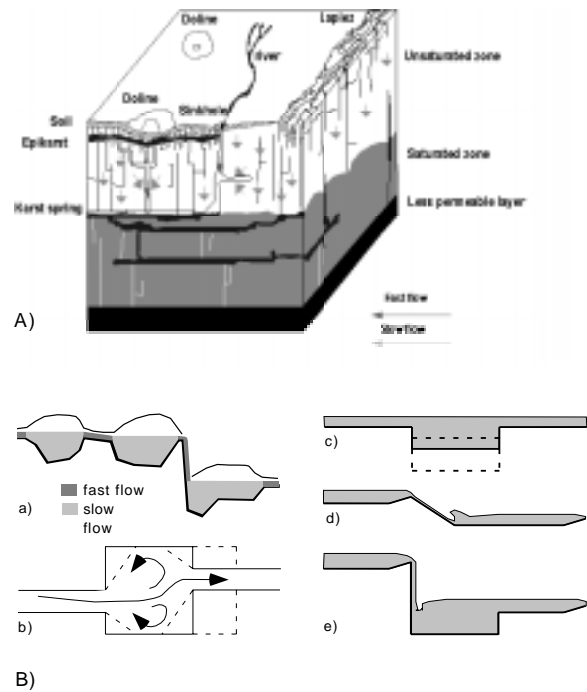 Doline
Lapiez
river
Unsaturated zone
Doline
Sinkhole
Soil
Epikarst
Saturated zone
Karst spring
Less permeable layer
Fast flow
Slow flow
A)
fast flow
slow
flow
a)
b)
c)
d)
e)
B)